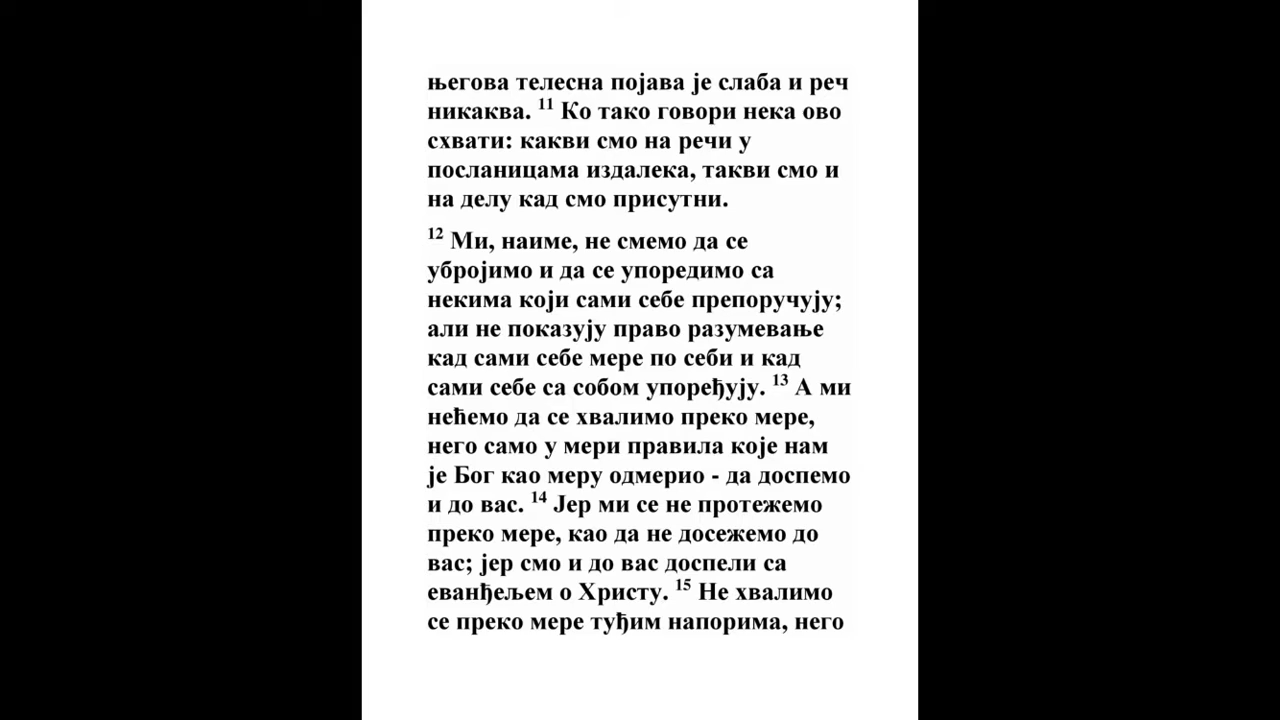 његова телесна појава је слаба и реч
никаква. 11 Ко тако говори нека ово
схвати: какви смо на речи у
посланицама издалека, такви смо и
на делу кад смо присутни.
12 Ми, наиме, не смемо да се
убројимо и да се упоредимо са
некима који сами себе препоручују;
али не показују право разумевање
кад сами себе мере по себи и кад
сами себе са собом упоређују. 13 А ми
нећемо да се хвалимо преко мере,
него само у мери правила које нам
је Бог као меру одмерио - да доспемо
и до вас. 14 Јер ми се не протежемо
преко мере, као да не досежемо до
вас; јер смо и до вас доспели са
еванђељем о Христу. 15 Не хвалимо
се преко мере туђим напорима, него